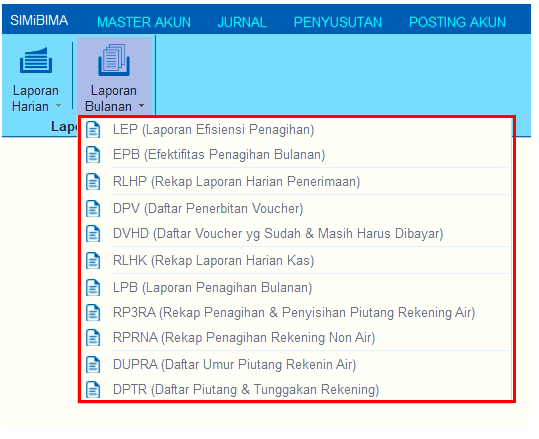 SIMiBIMA MASTER AKUN JURNAL PENYUSUTAN POSTING AKUN
Laporan Harian
Laporan Bulanan
LEP (Laporan Efisiensi Penagihan)
EPB (Efektifitas Penagihan Bulanan)
RLHP (Rekap Laporan Harian Penerimaan)
DPV (Daftar Penerbitan Voucher)
DVHD (Daftar Voucher yg Sudah & Masih Harus Dibayar)
RLHK (Rekap Laporan Harian Kas)
LPB (Laporan Penagihan Bulanan)
RP3RA (Rekap Penagihan & Penyisihan Piutang Rekening Air)
RPRNA (Rekap Penagihan Rekening Non Air)
DUPRA (Daftar Umur Piutang Rekenin Air)
DPTR (Daftar Piutang & Tunggakan Rekening)